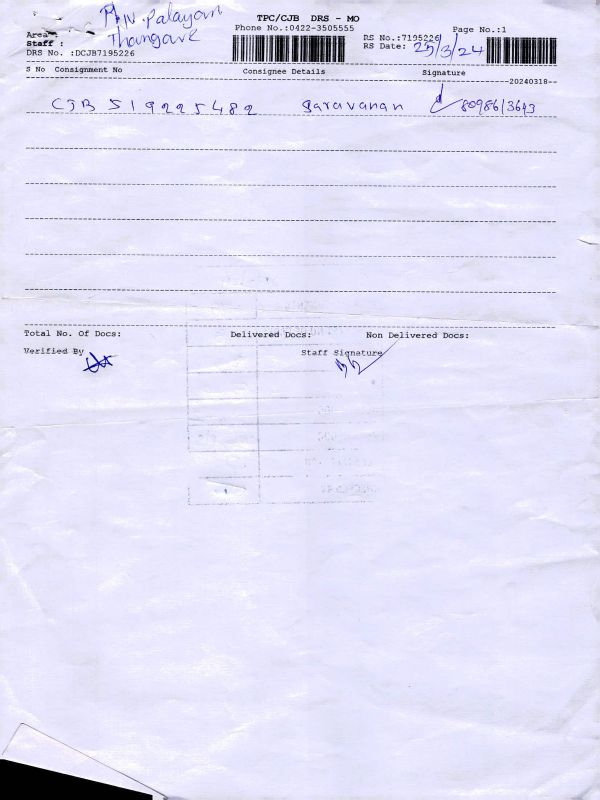 TPC/CJB DRS - MO
Phone No.:0422-3505555
Page No.:1
Area : P.N. Palayam
Staff : Thangavel
RS No.:7195226
RS Date: 25/3/24
DRS No. :DCJB7195226
S No Consignment No Consignee Details Signature
20240318
CJB 519225482 Saravanan 8098613643
Total No. Of Docs: Delivered Docs: Non Delivered Docs:
Verified By Staff Signature